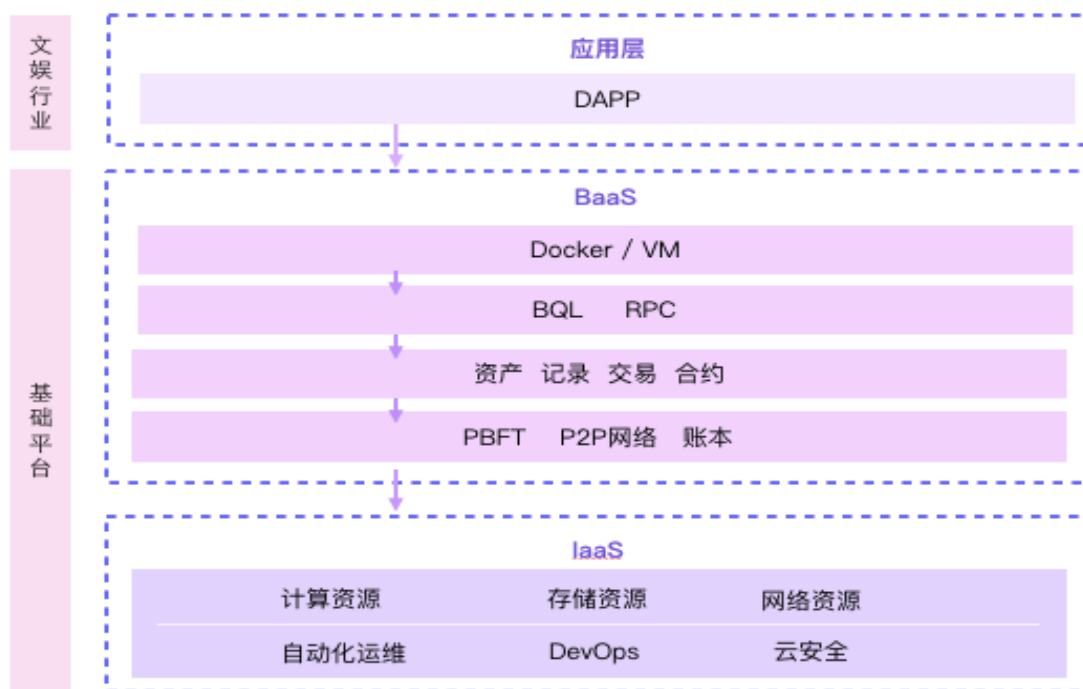 文娱行业
应用层
DAPP
基础平台
BaaS
Docker / VM
BQL RPC
资产 记录 交易 合约
PBFT P2P网络 账本
IaaS
计算资源 存储资源 网络资源
自动化运维 DevOps 云安全